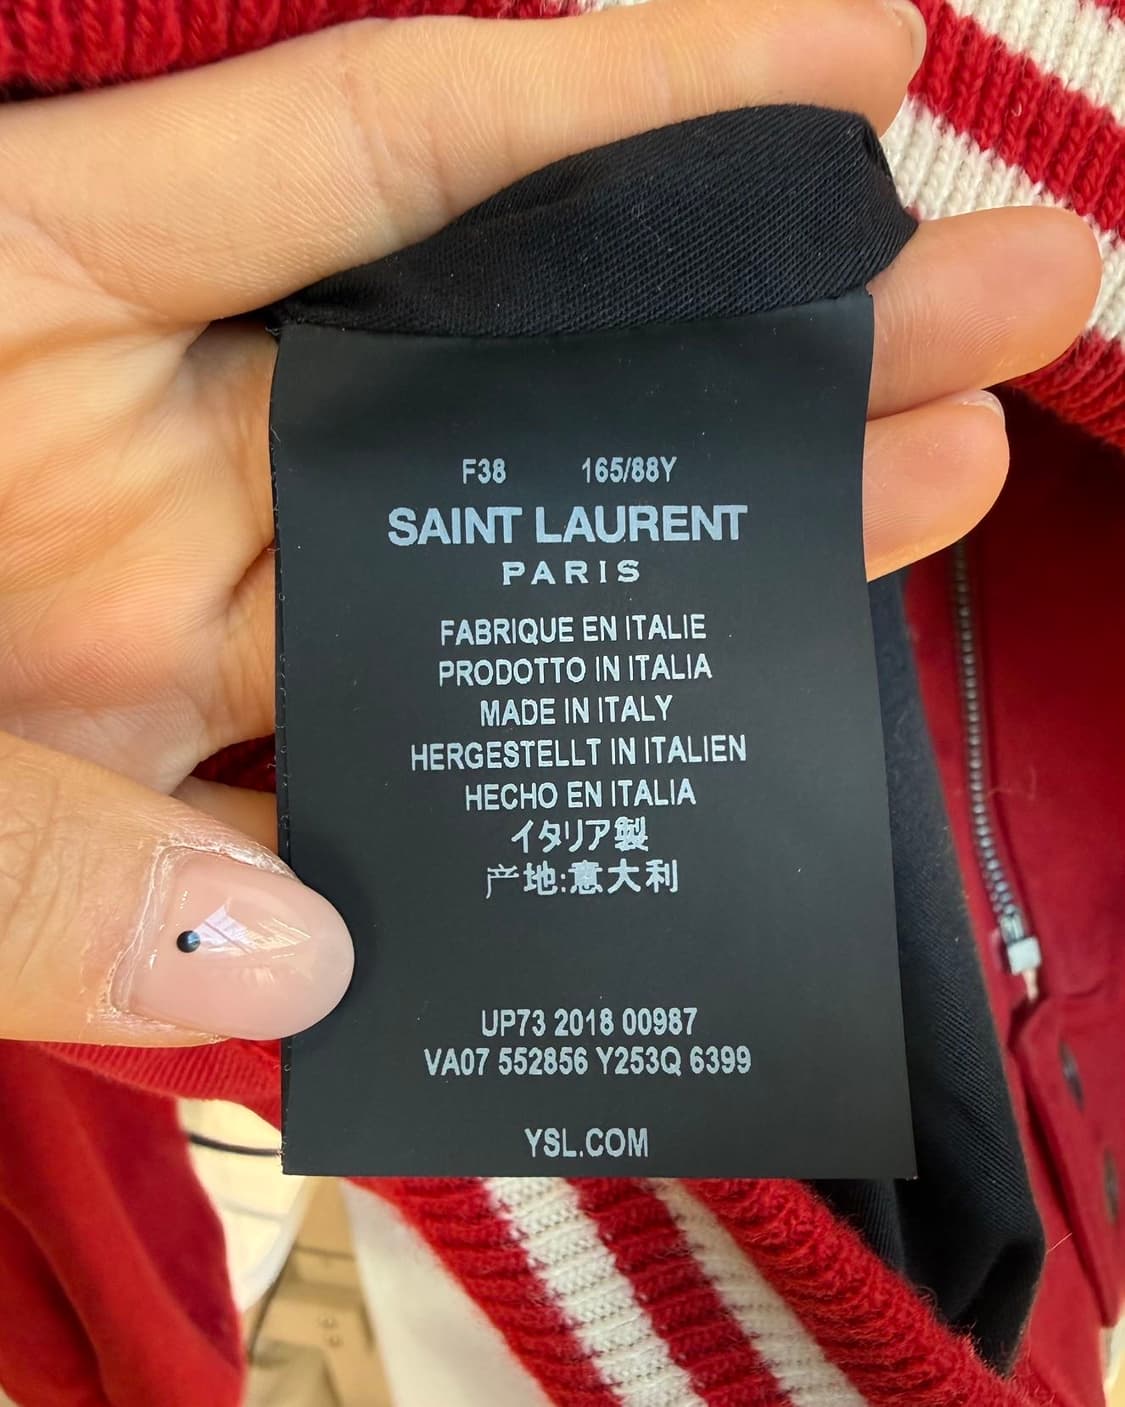 F38 165/88Y
SAINT LAURENT
PARIS
FABRIQUE EN ITALIE
PRODOTTO IN ITALIA
MADE IN ITALY
HERGESTELLT IN ITALIEN
HECHO EN ITALIA
イタリア製
产地:意大利
UP73 2018 00987
VA07 552856 Y253Q 6399
YSL.COM